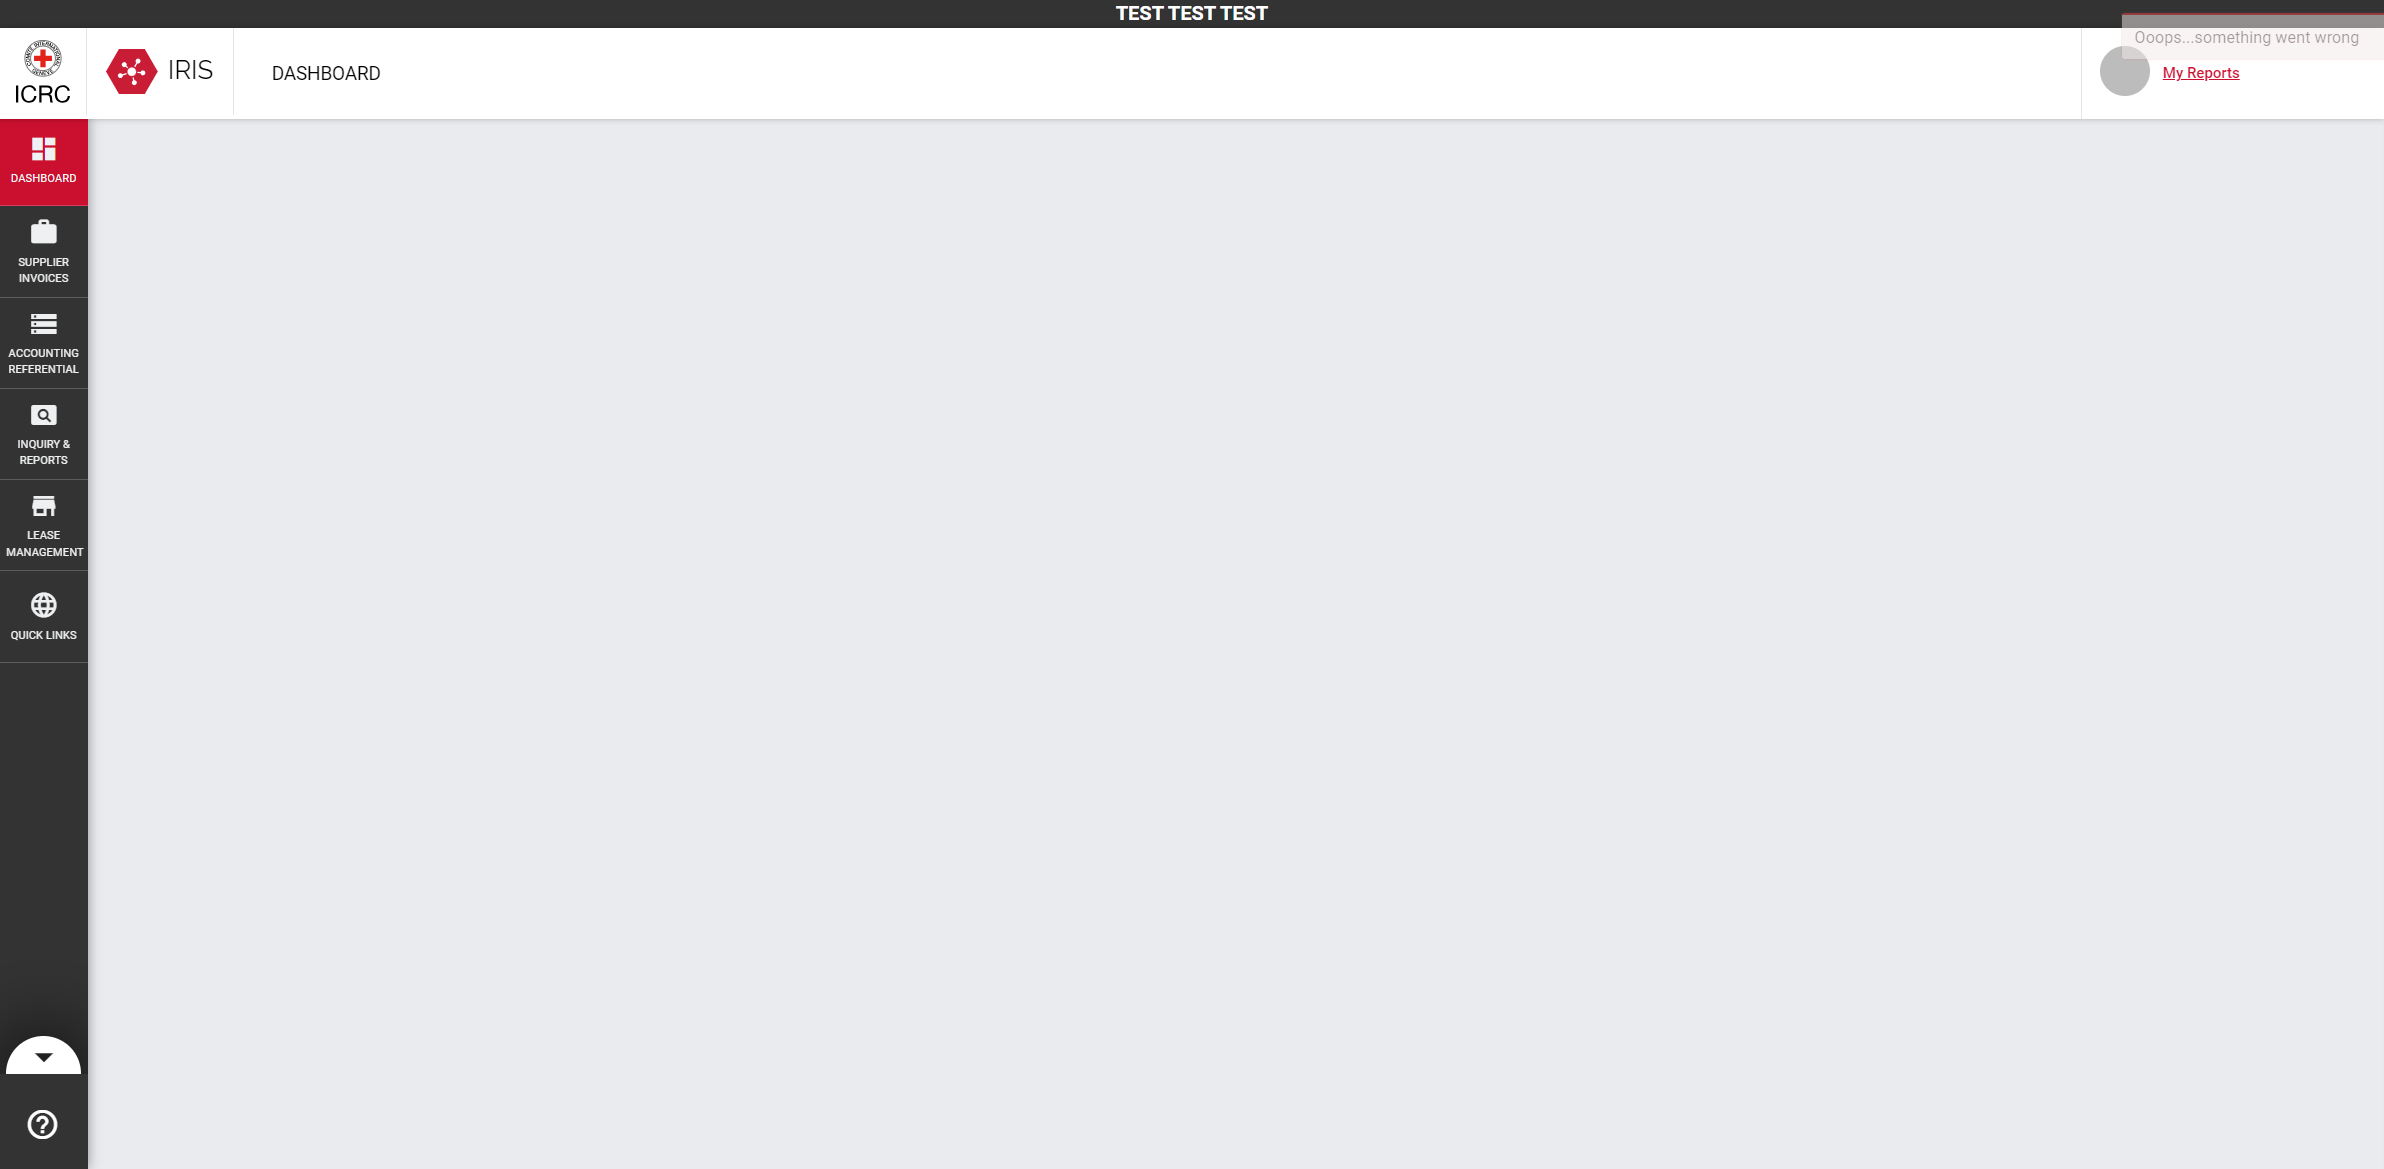 TEST TEST TEST
Ooops...something went wrong
ICRC
IRIS
DASHBOARD
My Reports
DASHBOARD
SUPPLIER
INVOICES
ACCOUNTING
REFERENTIAL
INQUIRY &
REPORTS
LEASE
MANAGEMENT
QUICK LINKS